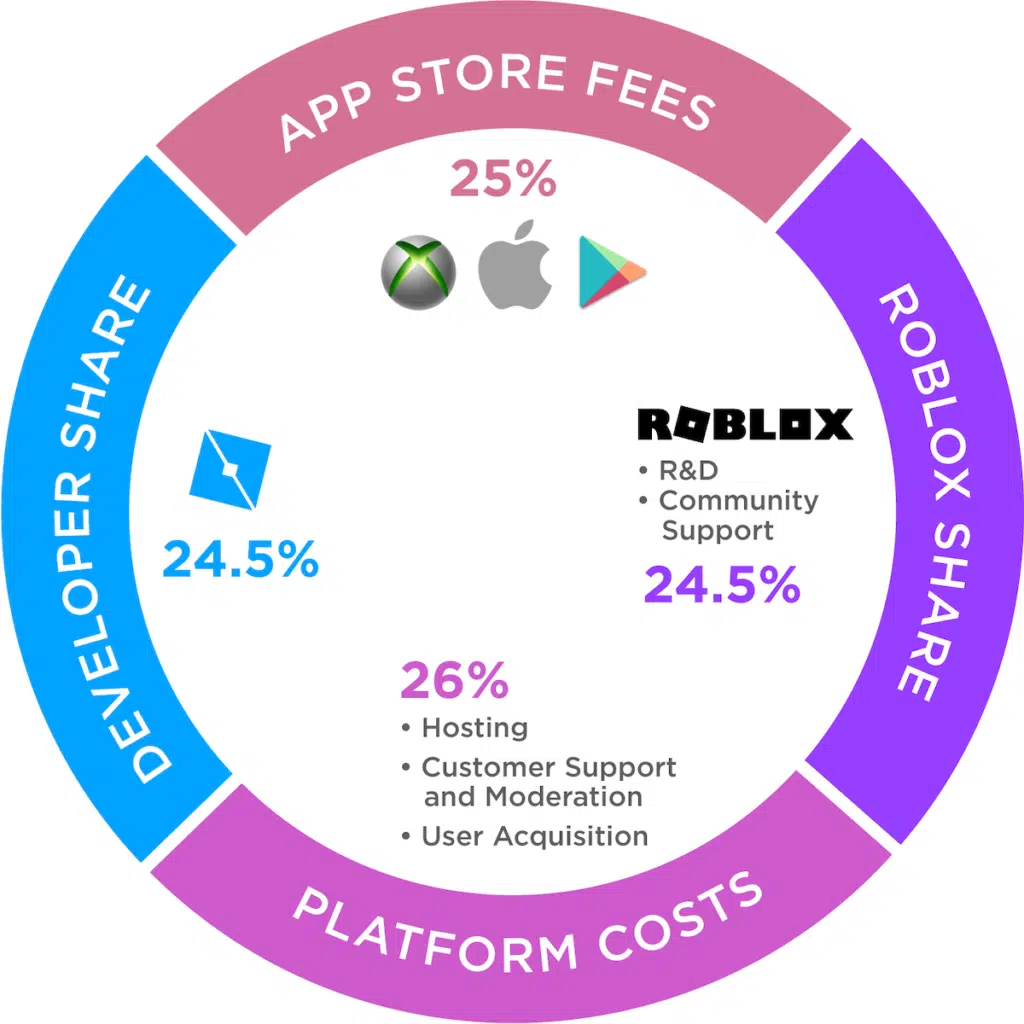 APP STORE FEES
25%
ROBLOX SHARE
ROBLOX
• R&D
• Community
Support
24.5%
DEVELOPER SHARE
24.5%
26%
• Hosting
• Customer Support
and Moderation
• User Acquisition
PLATFORM COSTS